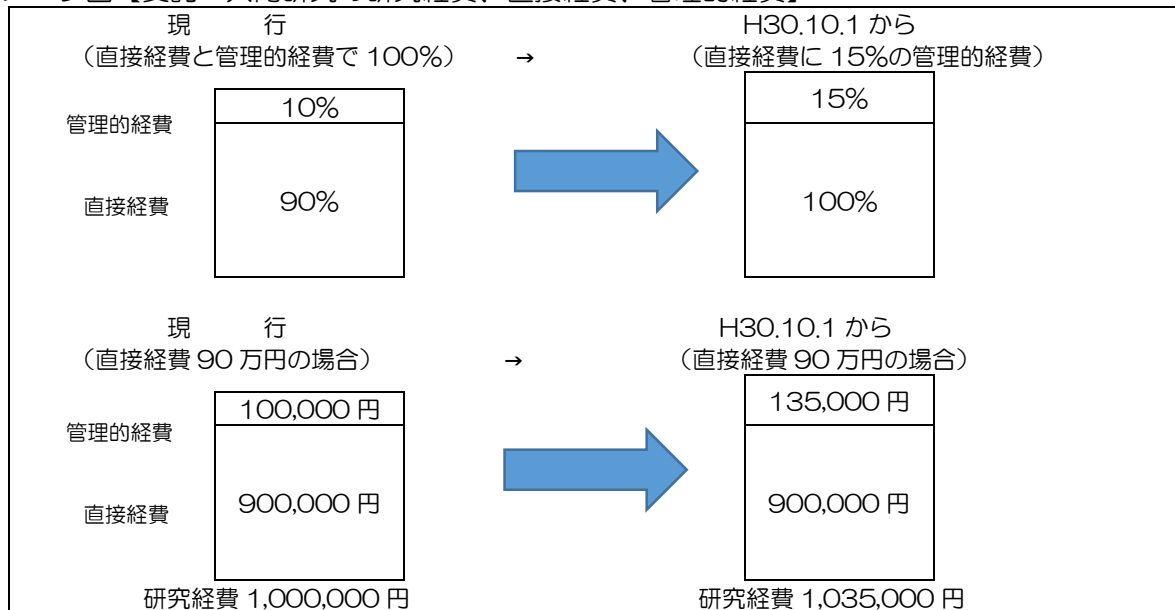 現 行 H30.10.1 から
（直接経費と管理的経費で 100%） → （直接経費に 15%の管理的経費）
管理的経費 10% 15%
直接経費 90% 100%
現 行 H30.10.1 から
（直接経費 90 万円の場合） → （直接経費 90 万円の場合）
管理的経費 100,000 円 135,000 円
直接経費 900,000 円 900,000 円
研究経費 1,000,000 円 研究経費 1,035,000 円